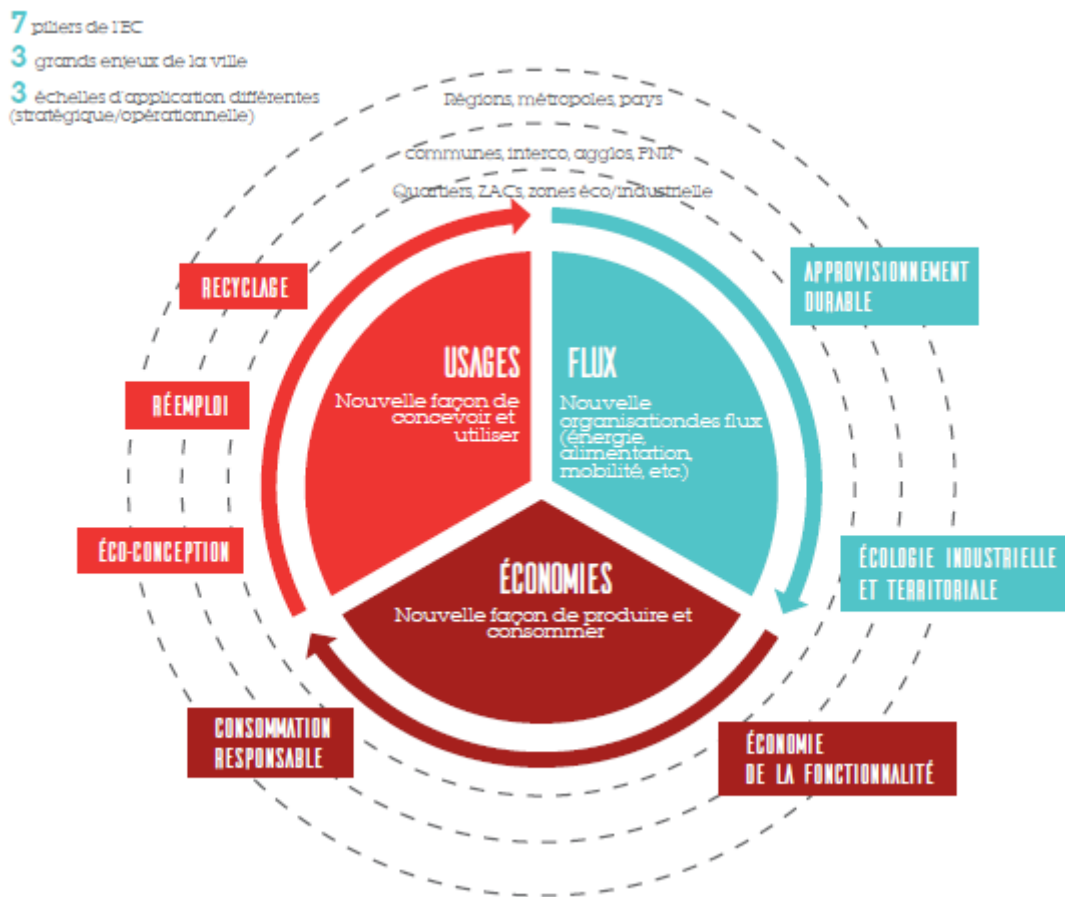 7 piliers de l'EC
3 grands enjeux de la ville
3 échelles d'application différentes
(stratégique/opérationnelle)
Régions, métropoles, pays
communes, interco, agglos, PNR
Quartiers, ZACs, zones éco/industrielle
RECYCLAGE
APPROVISIONNEMENT
DURABLE
USAGES
Nouvelle façon de
concevoir et
utiliser
FLUX
Nouvelle
organisationdes flux
(énergie,
alimentation,
mobilité, etc.)
RÉEMPLOI
ÉCO-CONCEPTION
ÉCOLOGIE INDUSTRIELLE
ET TERRITORIALE
ÉCONOMIES
Nouvelle façon de produire et
consommer
CONSOMMATION
RESPONSABLE
ÉCONOMIE
DE LA FONCTIONNALITÉ